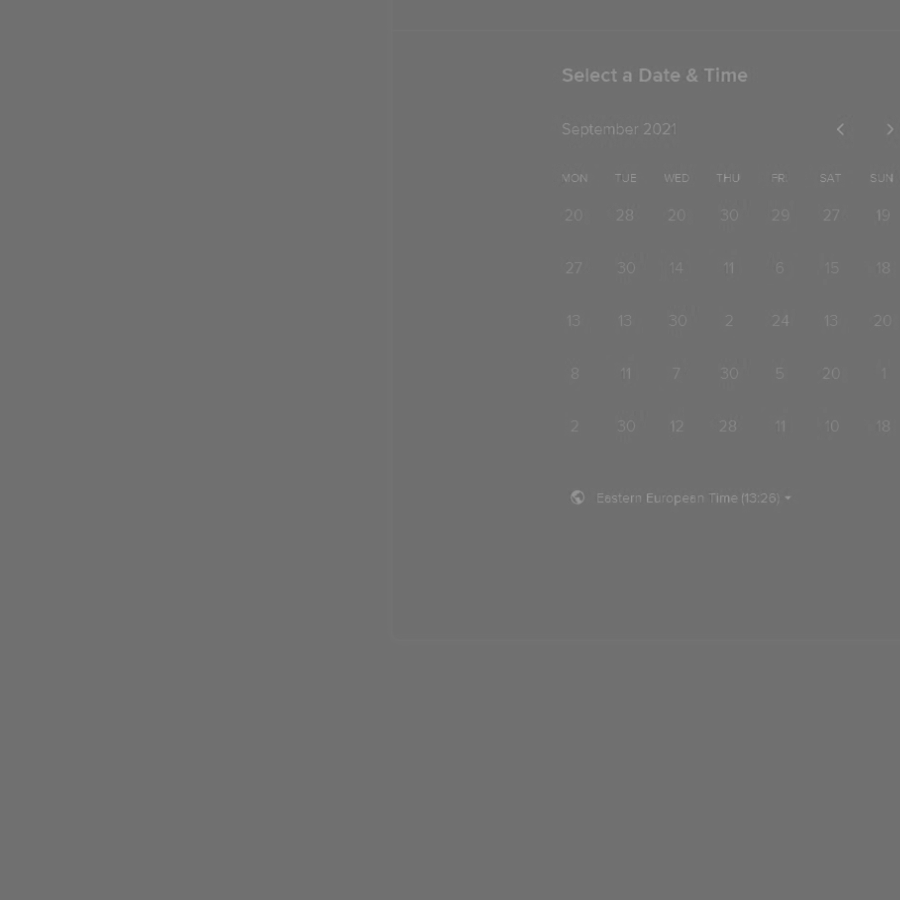 Select a Date & Time
September 2021
MON TUE WED THU FRI SAT SUN
20 28 20 30 29 27 19
27 30 14 11 6 15 18
13 13 30 2 24 13 20
8 11 7 30 5 20 1
2 30 12 28 11 10 18
Eastern European Time (13:26)